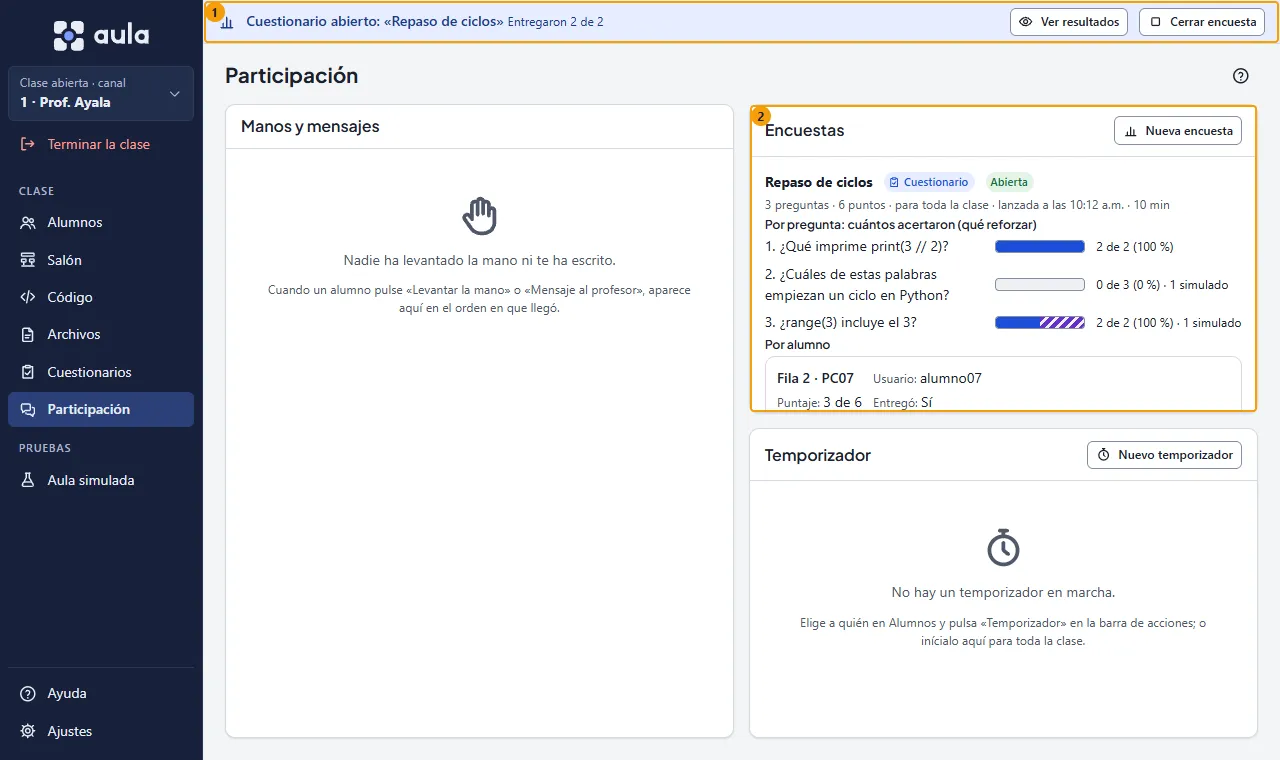 aula
Clase abierta · canal
1 · Prof. Ayala
Terminar la clase
CLASE
Alumnos
Salón
Código
Archivos
Cuestionarios
Participación
PRUEBAS
Aula simulada
Ayuda
Ajustes
1
Cuestionario abierto: «Repaso de ciclos» Entregaron 2 de 2
Ver resultados
Cerrar encuesta
Participación
Manos y mensajes
Nadie ha levantado la mano ni te ha escrito.
Cuando un alumno pulse «Levantar la mano» o «Mensaje al profesor», aparece
aquí en el orden en que llegó.
2
Encuestas
Nueva encuesta
Repaso de ciclos Cuestionario Abierta
3 preguntas · 6 puntos · para toda la clase · lanzada a las 10:12 a.m. · 10 min
Por pregunta: cuántos acertaron (qué reforzar)
1. ¿Qué imprime print(3 // 2)? 2 de 2 (100 %)
2. ¿Cuáles de estas palabras
empiezan un ciclo en Python? 0 de 3 (0 %) · 1 simulado
3. ¿range(3) incluye el 3? 2 de 2 (100 %) · 1 simulado
Por alumno
Fila 2 · PC07 Usuario: alumno07
Puntaje: 3 de 6 Entregó: Sí
Temporizador
Nuevo temporizador
No hay un temporizador en marcha.
Elige a quién en Alumnos y pulsa «Temporizador» en la barra de acciones; o
inícialo aquí para toda la clase.